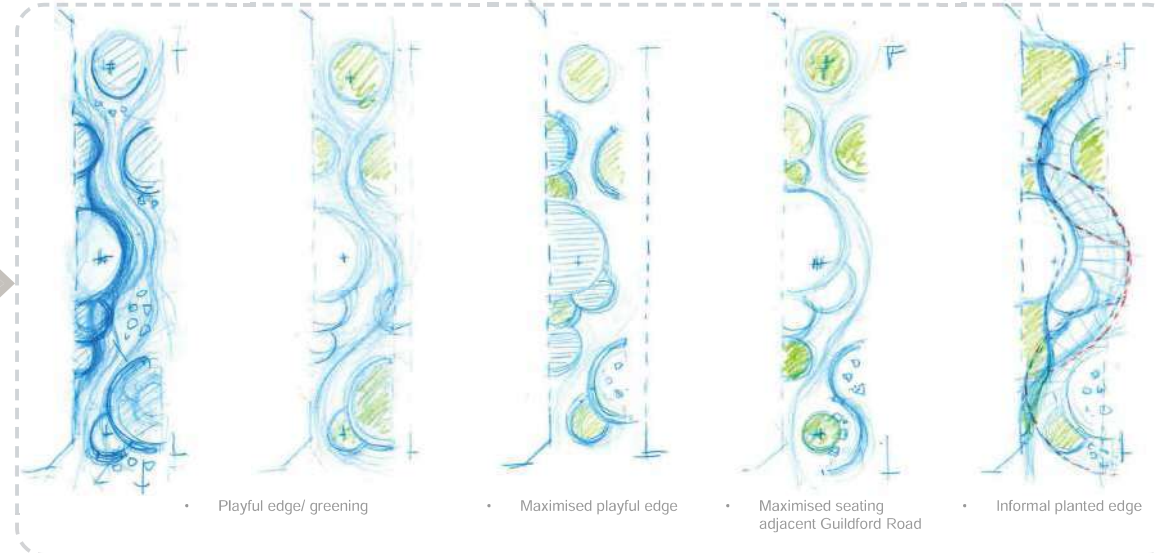 • Playful edge/ greening
• Maximised playful edge
• Maximised seating
adjacent Guildford Road
• Informal planted edge